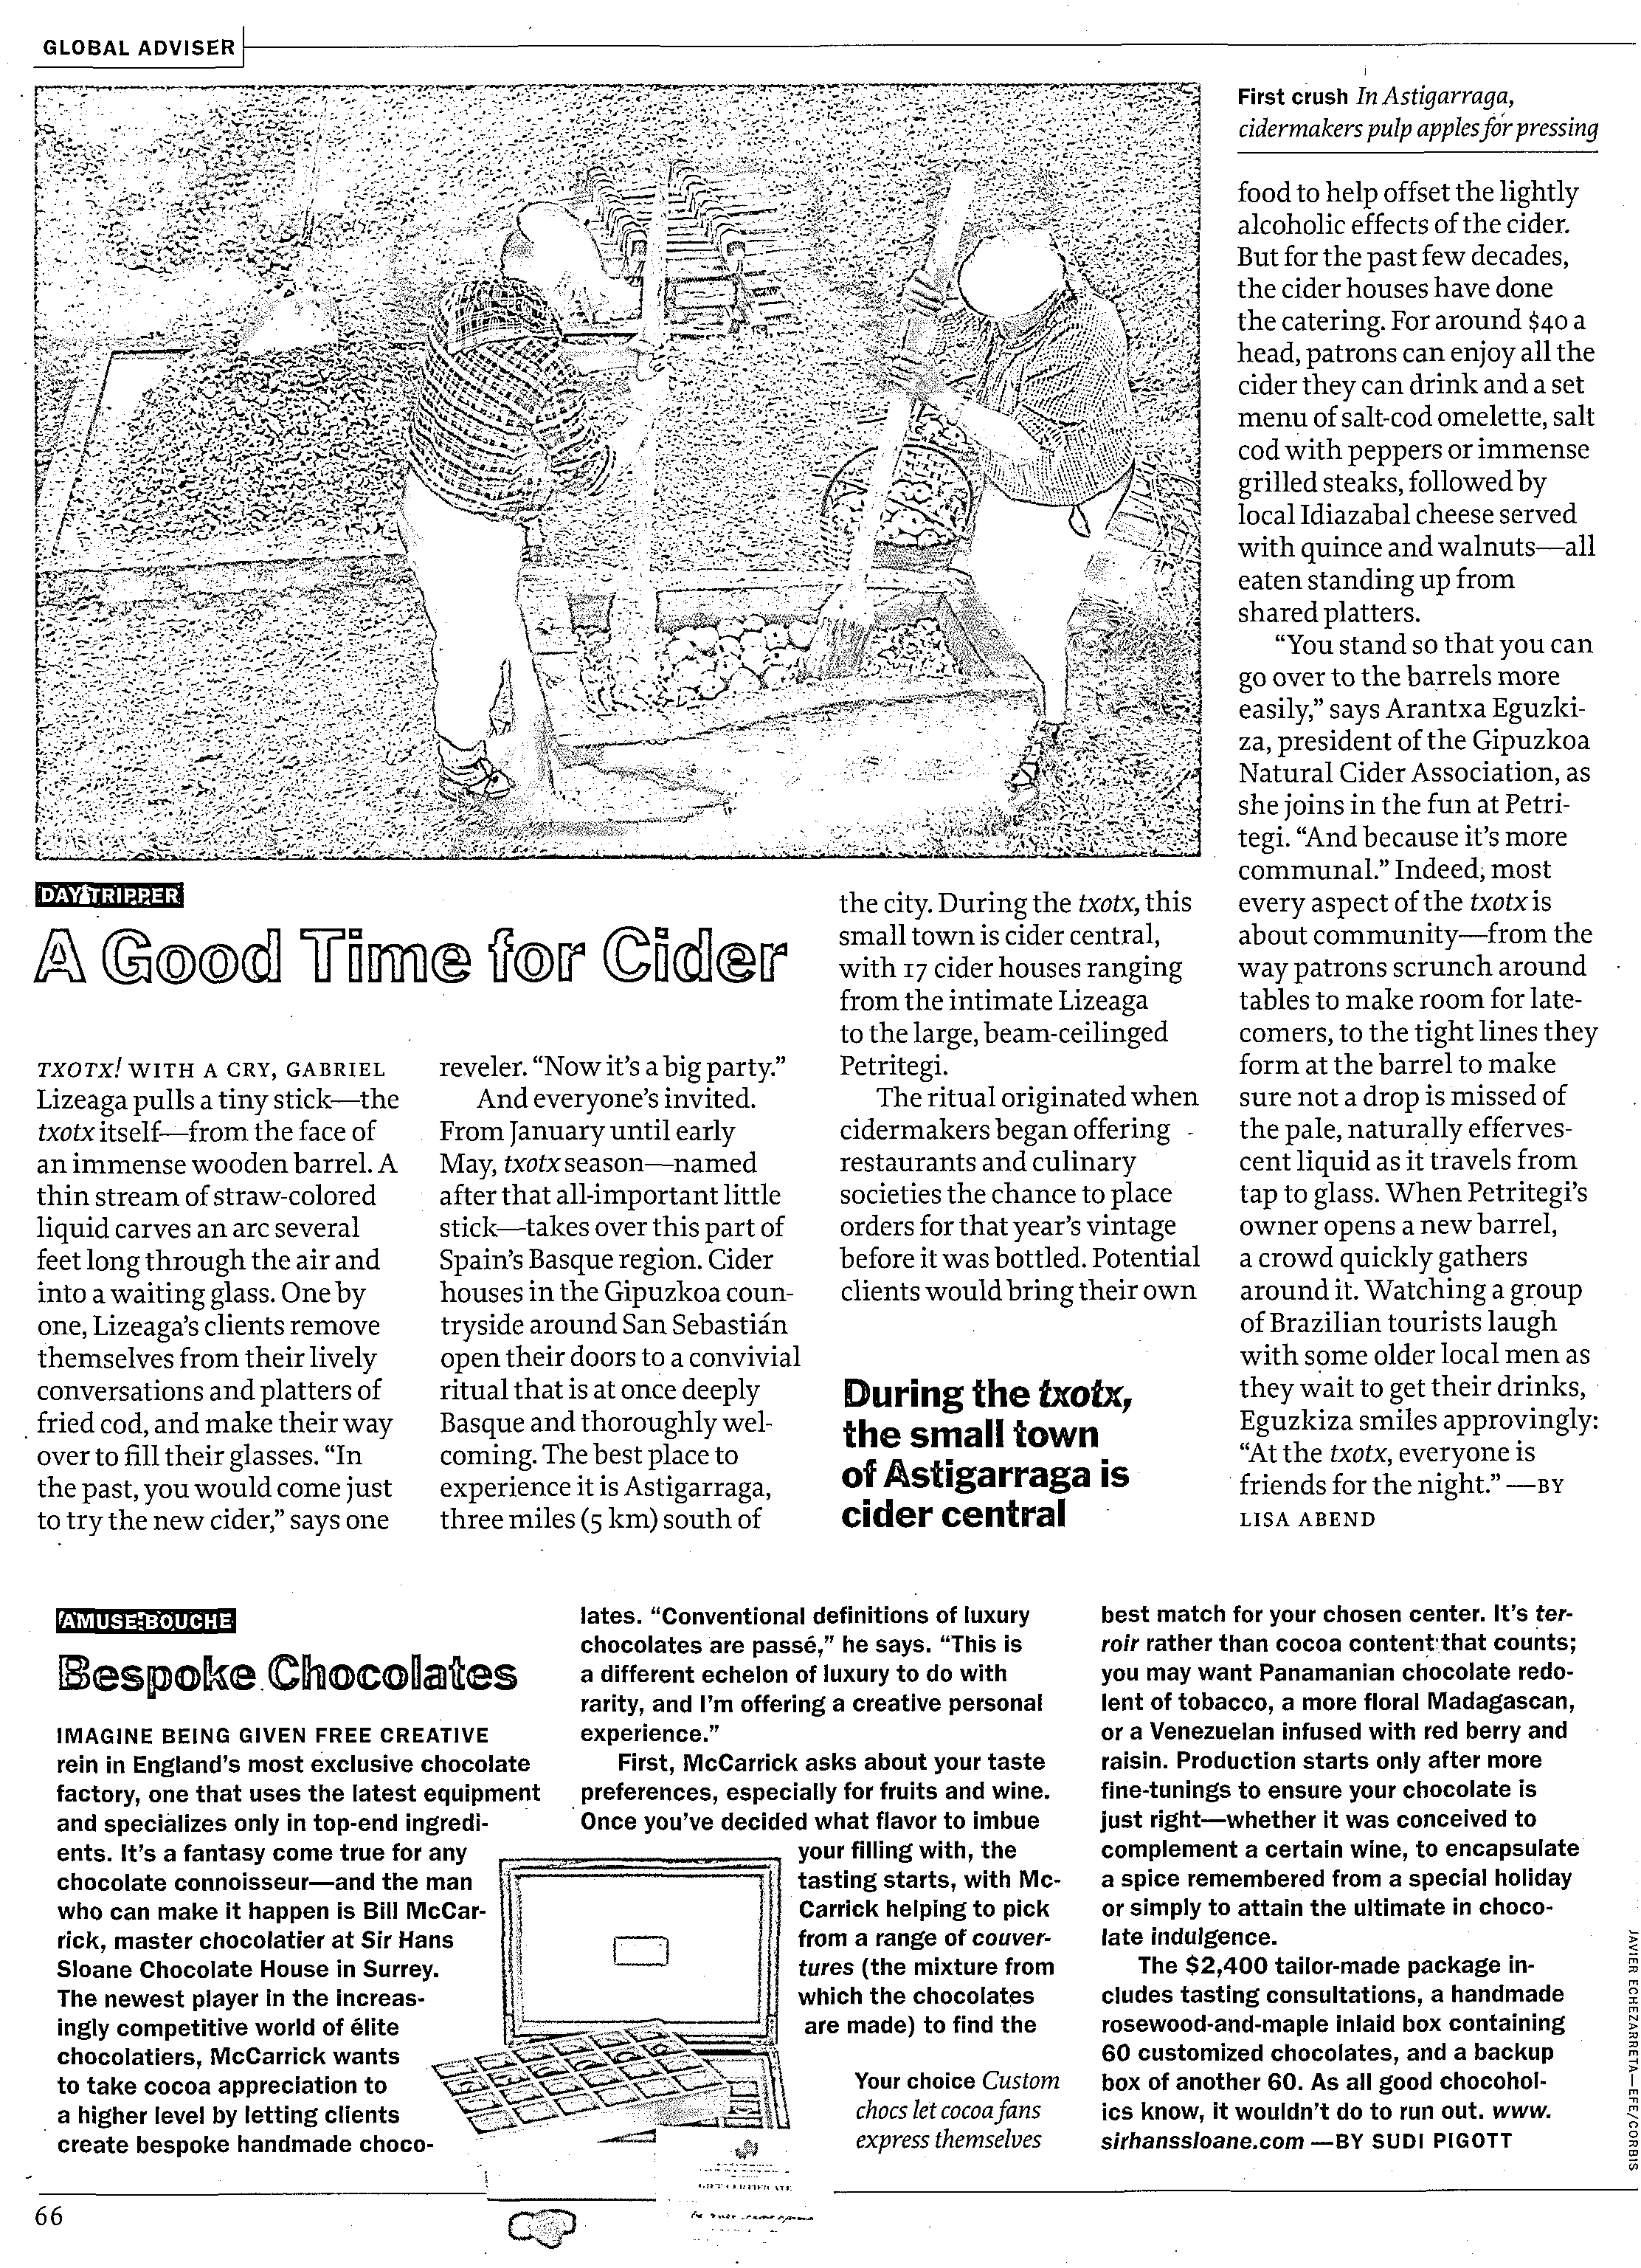 GLOBAL ADVISER
First crush In Astigarraga,
cidermakers pulp apples for pressing
DAY TRIPPER
A Good Time for Cider
TXOTX! WITH A CRY, GABRIEL
Lizeaga pulls a tiny stick—the
txotx itself—from the face of
an immense wooden barrel. A
thin stream of straw-colored
liquid carves an arc several
feet long through the air and
into a waiting glass. One by
one, Lizeaga's clients remove
themselves from their lively
conversations and platters of
fried cod, and make their way
over to fill their glasses. “In
the past, you would come just
to try the new cider,” says one
reveler. “Now it's a big party.”
And everyone's invited.
From January until early
May, txotx season—named
after that all-important little
stick—takes over this part of
Spain's Basque region. Cider
houses in the Gipuzkoa coun-
tryside around San Sebastián
open their doors to a convivial
ritual that is at once deeply
Basque and thoroughly wel-
coming. The best place to
experience it is Astigarraga,
three miles (5 km) south of
the city. During the txotx, this
small town is cider central,
with 17 cider houses ranging
from the intimate Lizeaga
to the large, beam-ceilinged
Petritegi.
The ritual originated when
cidermakers began offering
restaurants and culinary
societies the chance to place
orders for that year's vintage
before it was bottled. Potential
clients would bring their own
During the txotx,
the small town
of Astigarraga is
cider central
food to help offset the lightly
alcoholic effects of the cider.
But for the past few decades,
the cider houses have done
the catering. For around $40 a
head, patrons can enjoy all the
cider they can drink and a set
menu of salt-cod omelette, salt
cod with peppers or immense
grilled steaks, followed by
local Idiazabal cheese served
with quince and walnuts—all
eaten standing up from
shared platters.
“You stand so that you can
go over to the barrels more
easily,” says Arantxa Eguzki-
za, president of the Gipuzkoa
Natural Cider Association, as
she joins in the fun at Petri-
tegi. “And because it's more
communal.” Indeed, most
every aspect of the txotx is
about community—from the
way patrons scrunch around
tables to make room for late-
comers, to the tight lines they
form at the barrel to make
sure not a drop is missed of
the pale, naturally efferves-
cent liquid as it travels from
tap to glass. When Petritegi's
owner opens a new barrel,
a crowd quickly gathers
around it. Watching a group
of Brazilian tourists laugh
with some older local men as
they wait to get their drinks,
Eguzkiza smiles approvingly:
“At the txotx, everyone is
friends for the night.” —BY
LISA ABEND
AMUSE-BOUCHE
Bespoke Chocolates
IMAGINE BEING GIVEN FREE CREATIVE
rein in England's most exclusive chocolate
factory, one that uses the latest equipment
and specializes only in top-end ingredi-
ents. It's a fantasy come true for any
chocolate connoisseur—and the man
who can make it happen is Bill McCar-
rick, master chocolatier at Sir Hans
Sloane Chocolate House in Surrey.
The newest player in the increas-
ingly competitive world of élite
chocolatiers, McCarrick wants
to take cocoa appreciation to
a higher level by letting clients
create bespoke handmade choco-
lates. “Conventional definitions of luxury
chocolates are passé,” he says. “This is
a different echelon of luxury to do with
rarity, and I'm offering a creative personal
experience.”
First, McCarrick asks about your taste
preferences, especially for fruits and wine.
Once you've decided what flavor to imbue
your filling with, the
tasting starts, with Mc-
Carrick helping to pick
from a range of couver-
tures (the mixture from
which the chocolates
are made) to find the
Your choice Custom
chocs let cocoa fans
express themselves
GIFT CERTIFICATE
best match for your chosen center. It's ter-
roir rather than cocoa content that counts;
you may want Panamanian chocolate redo-
lent of tobacco, a more floral Madagascan,
or a Venezuelan infused with red berry and
raisin. Production starts only after more
fine-tunings to ensure your chocolate is
just right—whether it was conceived to
complement a certain wine, to encapsulate
a spice remembered from a special holiday
or simply to attain the ultimate in choco-
late indulgence.
The $2,400 tailor-made package in-
cludes tasting consultations, a handmade
rosewood-and-maple inlaid box containing
60 customized chocolates, and a backup
box of another 60. As all good chocohol-
ics know, it wouldn't do to run out. www.
sirhanssloane.com —BY SUDI PIGOTT
JAVIER ECHEZARRETA—EFE/CORBIS
66